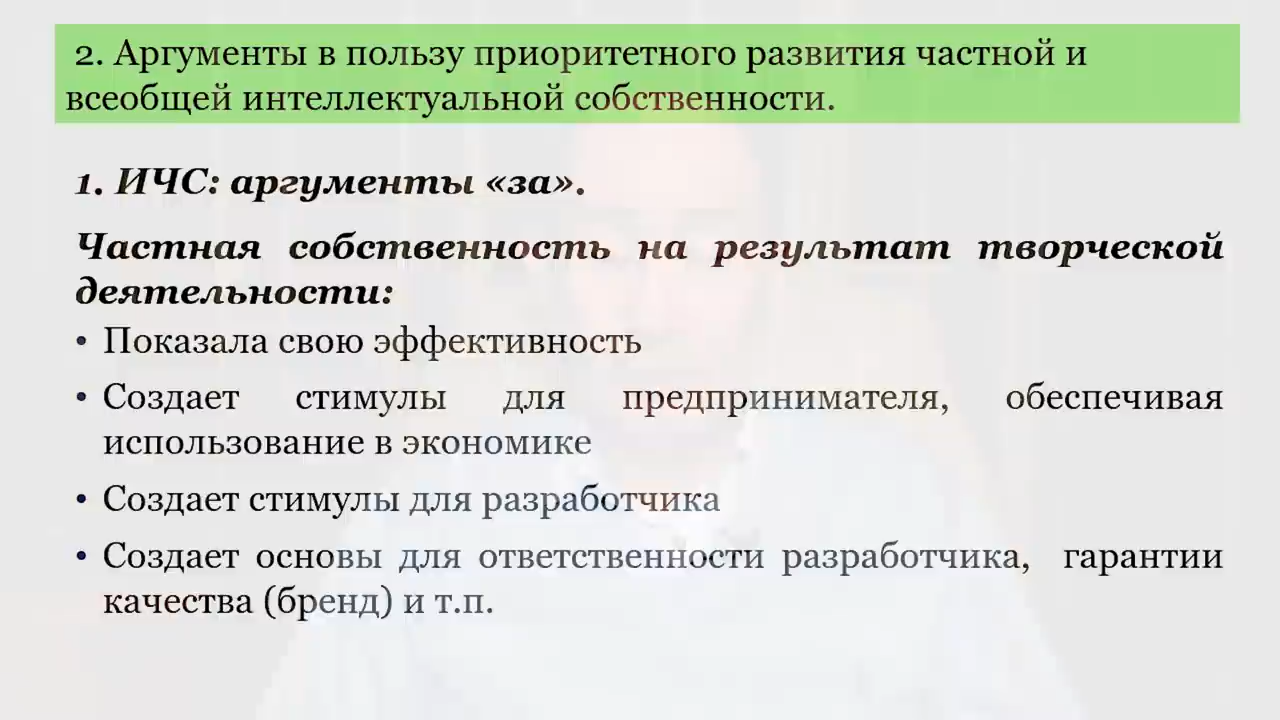 2. Аргументы в пользу приоритетного развития частной и
всеобщей интеллектуальной собственности.
1. ИЧС: аргументы «за».
Частная собственность на результат творческой
деятельности:
• Показала свою эффективность
• Создает стимулы для предпринимателя, обеспечивая
использование в экономике
• Создает стимулы для разработчика
• Создает основы для ответственности разработчика, гарантии
качества (бренд) и т.п.